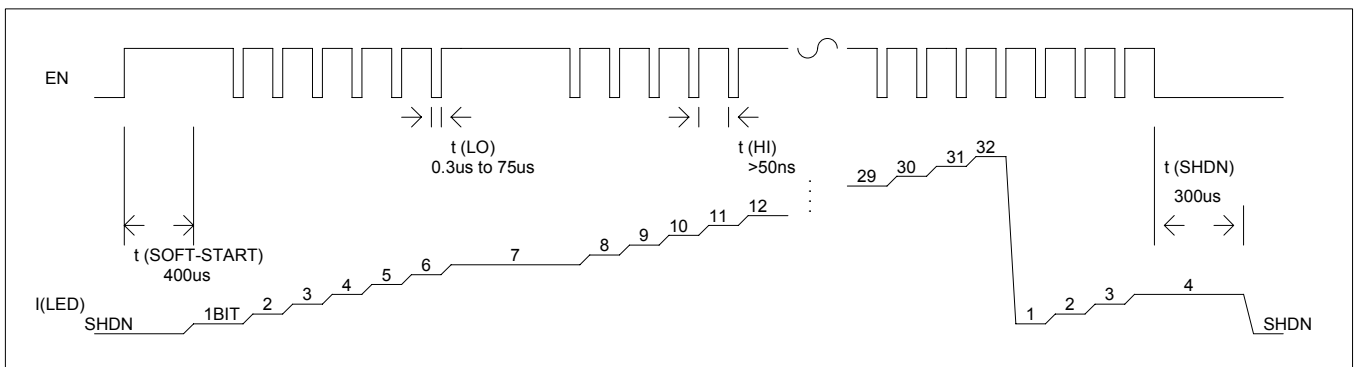 EN
t (LO)
0.3us to 75us
t (HI)
>50ns
t (SHDN)
300us
t (SOFT-START)
400us
I(LED)
SHDN
1BIT
2
3
4
5
6
7
8
9
10
11
12
29
30
31
32
1
2
3
4
SHDN